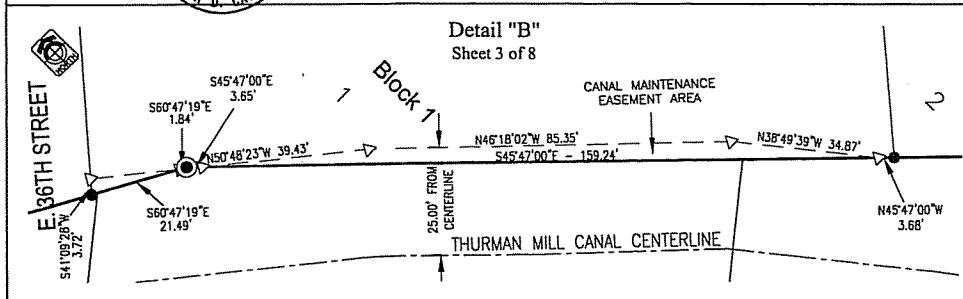 Detail "B"
Sheet 3 of 8
NORTH
E. 36TH STREET
S60°47'19"E
1.84'
S45°47'00"E
3.65'
1
Block 1
CANAL MAINTENANCE
EASEMENT AREA
2
N50°48'23"W 39.43'
N46°18'02"W 85.35'
S45°47'00"E - 159.24'
N38°49'39"W 34.87'
S41°09'28"W
3.72'
S60°47'19"E
21.49'
25.00' FROM
CENTERLINE
THURMAN MILL CANAL CENTERLINE
N45°47'00"W
3.68'